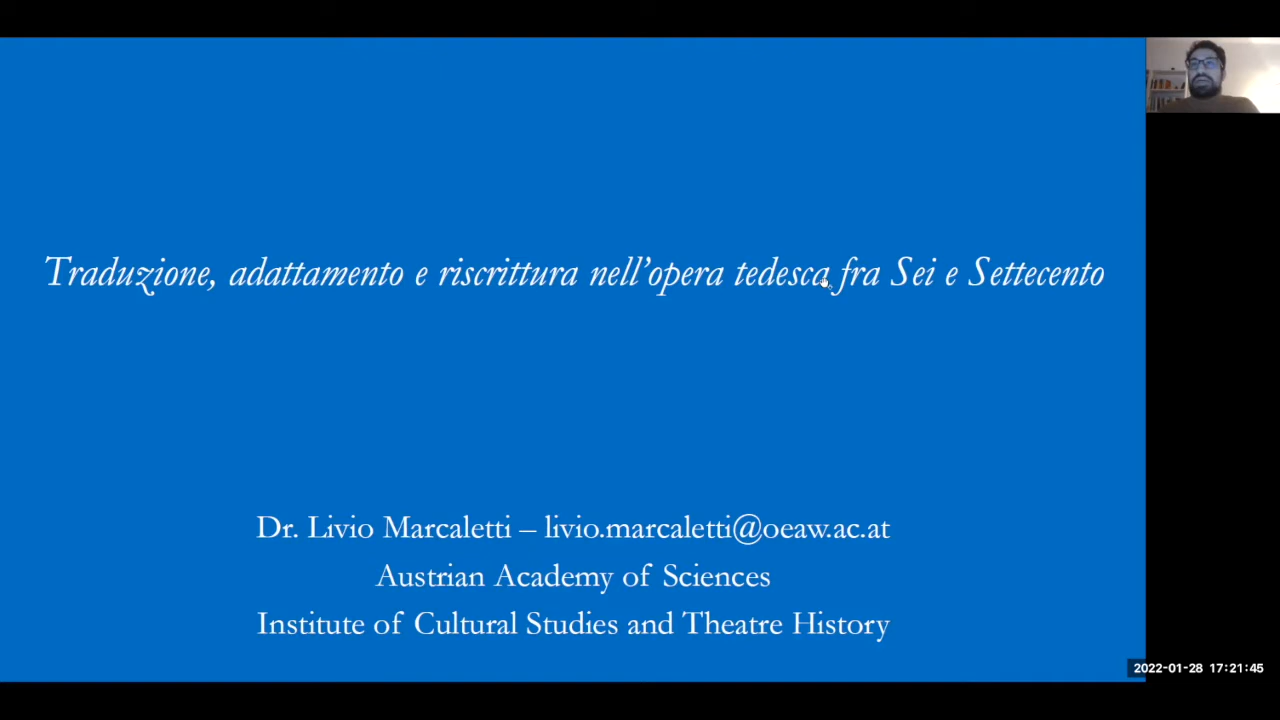 Traduzione, adattamento e riscrittura nell’opera tedesca fra Sei e Settecento
Dr. Livio Marcaletti – livio.marcaletti@oeaw.ac.at
Austrian Academy of Sciences
Institute of Cultural Studies and Theatre History
2022-01-28 17:21:45